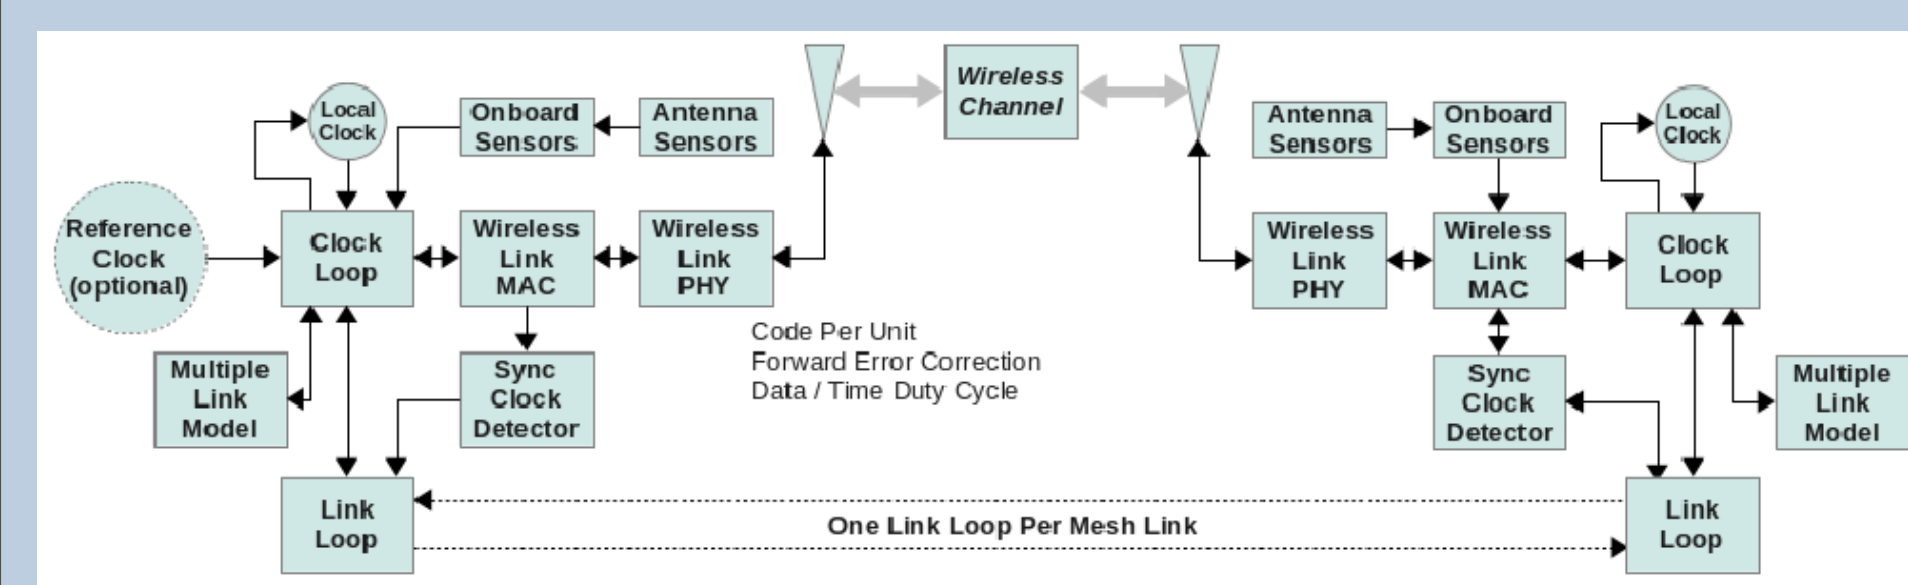 Wireless
Channel
Local
Clock
Onboard
Sensors
Antenna
Sensors
Antenna
Sensors
Onboard
Sensors
Local
Clock
Reference
Clock
(optional)
Clock
Loop
Wireless
Link
MAC
Wireless
Link
PHY
Wireless
Link
PHY
Wireless
Link
MAC
Clock
Loop
Code Per Unit
Forward Error Correction
Data / Time Duty Cycle
Multiple
Link
Model
Sync
Clock
Detector
Sync
Clock
Detector
Multiple
Link
Model
Link
Loop
One Link Loop Per Mesh Link
Link
Loop